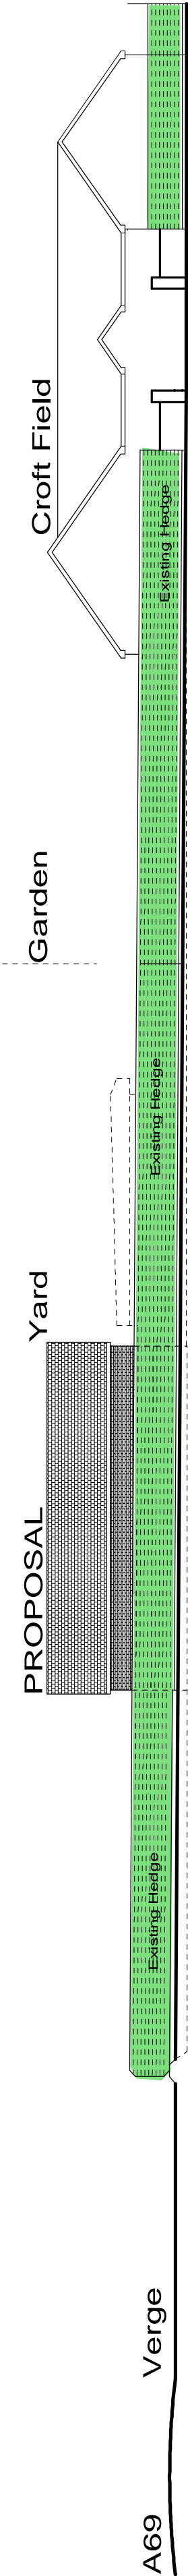 A69
Verge
Existing Hedge
PROPOSAL
Yard
Existing Hedge
Garden
Croft Field
Existing Hedge